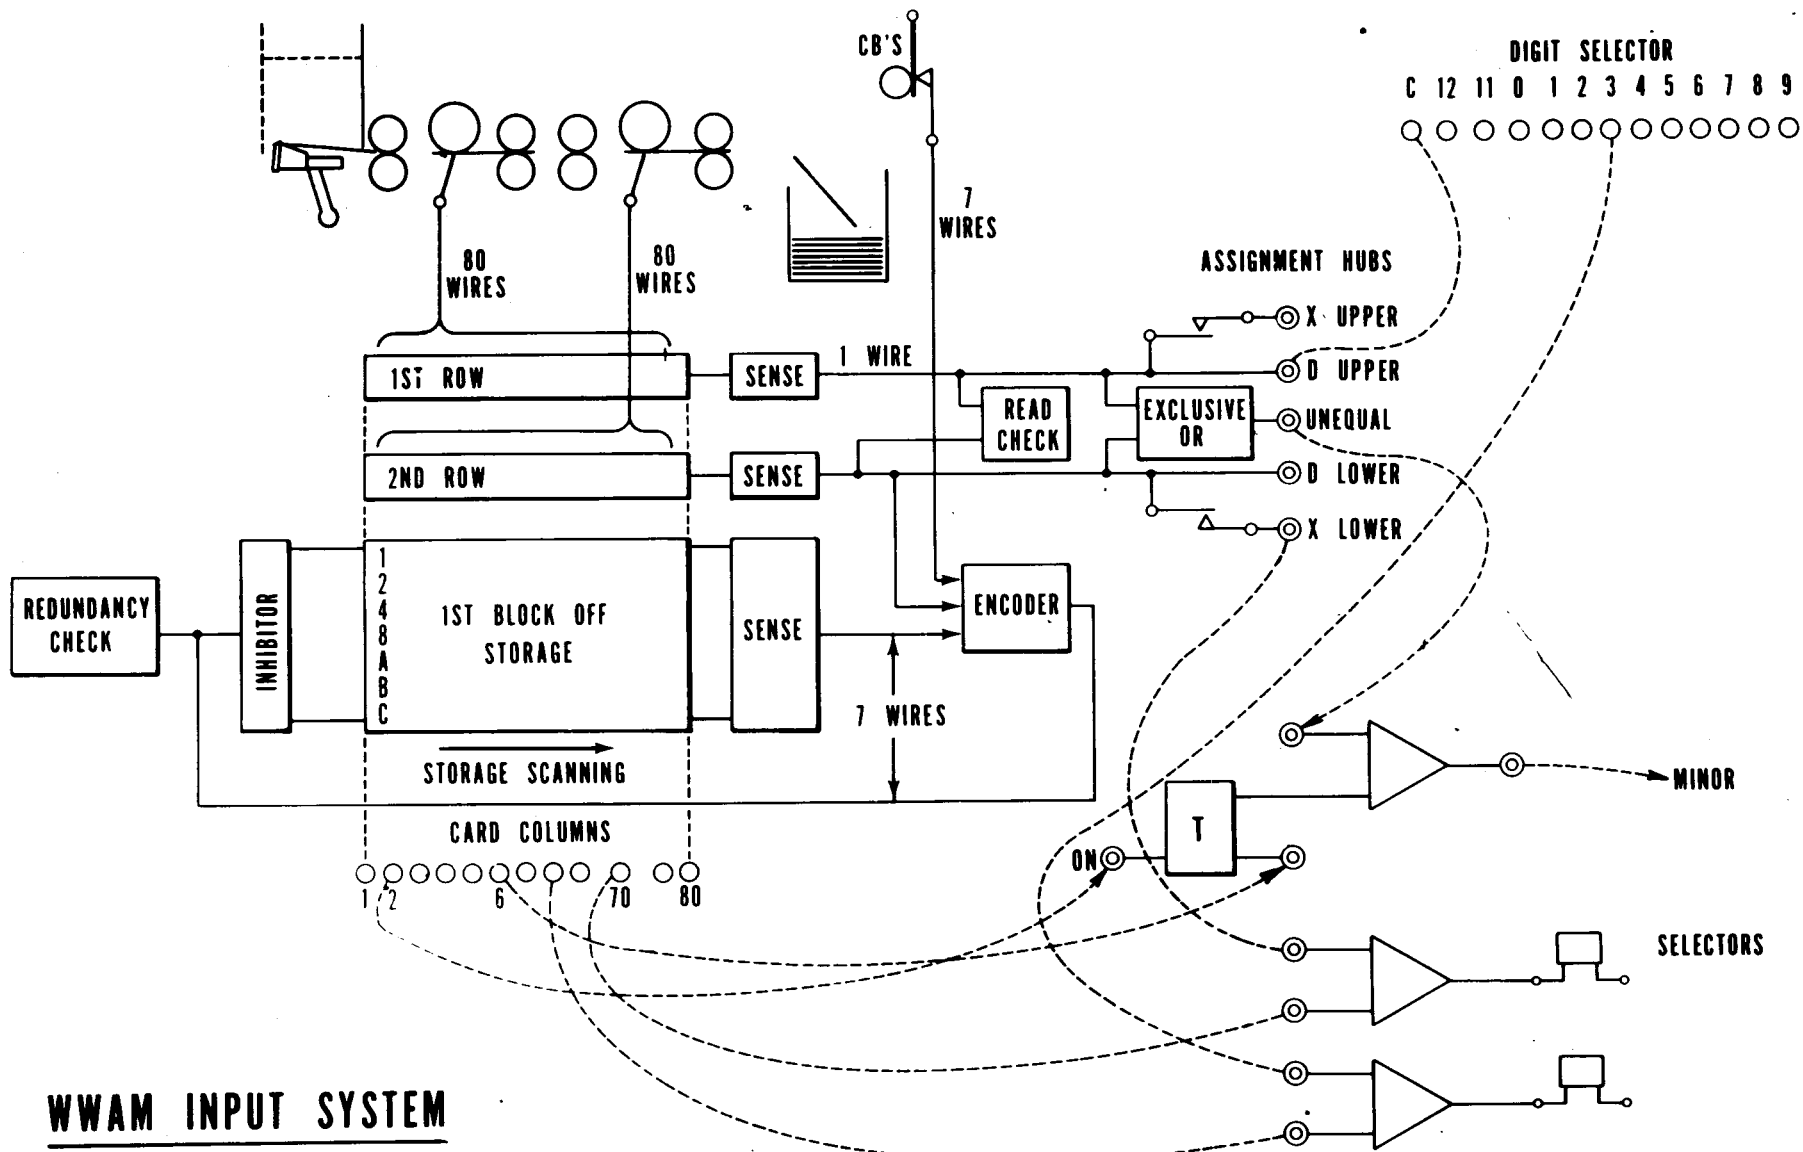 CB'S
DIGIT SELECTOR
C 12 11 0 1 2 3 4 5 6 7 8 9
80
WIRES
80
WIRES
7
WIRES
ASSIGNMENT HUBS
X UPPER
1ST ROW
SENSE
1 WIRE
D UPPER
READ
CHECK
EXCLUSIVE
OR
UNEQUAL
2ND ROW
SENSE
D LOWER
X LOWER
REDUNDANCY
CHECK
INHIBITOR
1
2
4
8
A
B
C
1ST BLOCK OFF
STORAGE
SENSE
ENCODER
7 WIRES
STORAGE SCANNING
MINOR
CARD COLUMNS
1 2 6 70 80
ON
T
SELECTORS
WWAM INPUT SYSTEM